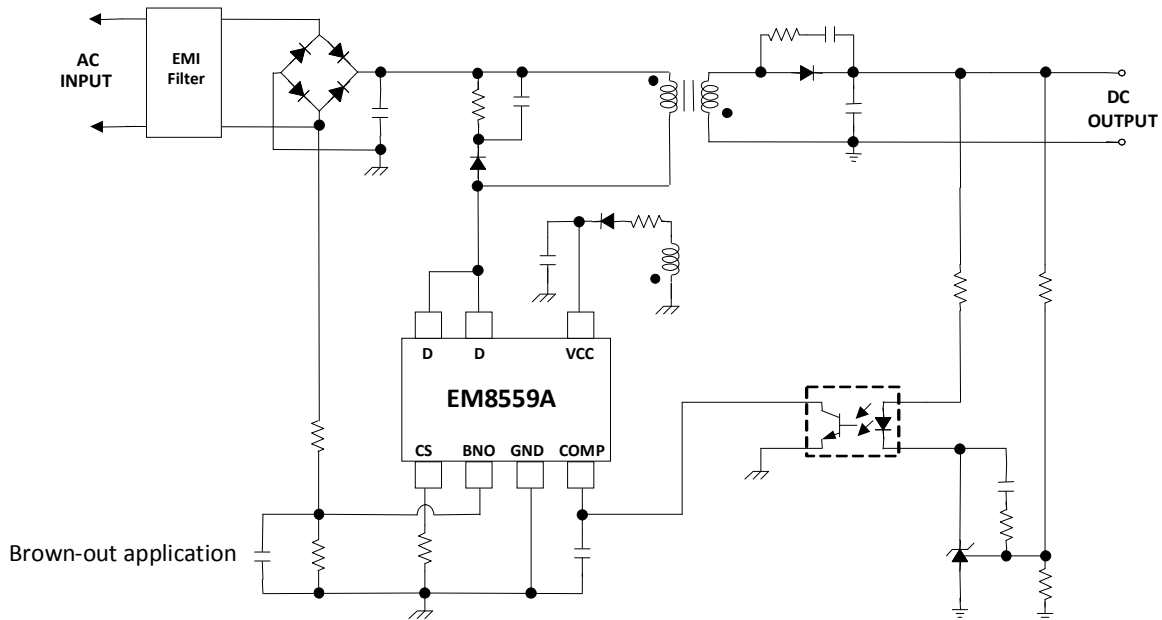 AC
INPUT
EMI
Filter
DC
OUTPUT
D
D
VCC
EM8559A
CS
BNO
GND
COMP
Brown-out application